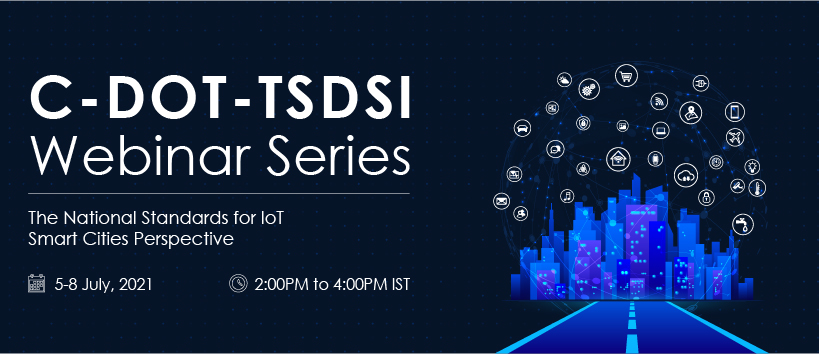 C-DOT-TSDSI
Webinar Series
The National Standards for IoT
Smart Cities Perspective
5-8 July, 2021
2:00PM to 4:00PM IST